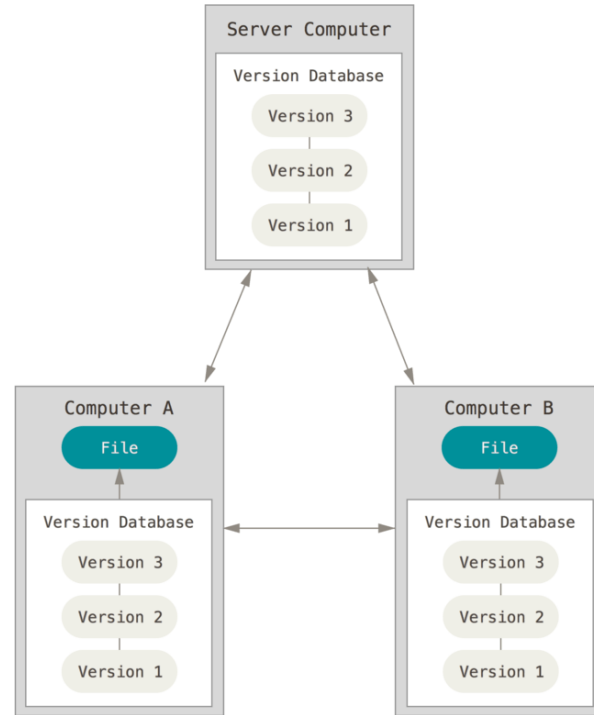 Server Computer
Version Database
Version 3
Version 2
Version 1
Computer A
File
Version Database
Version 3
Version 2
Version 1
Computer B
File
Version Database
Version 3
Version 2
Version 1